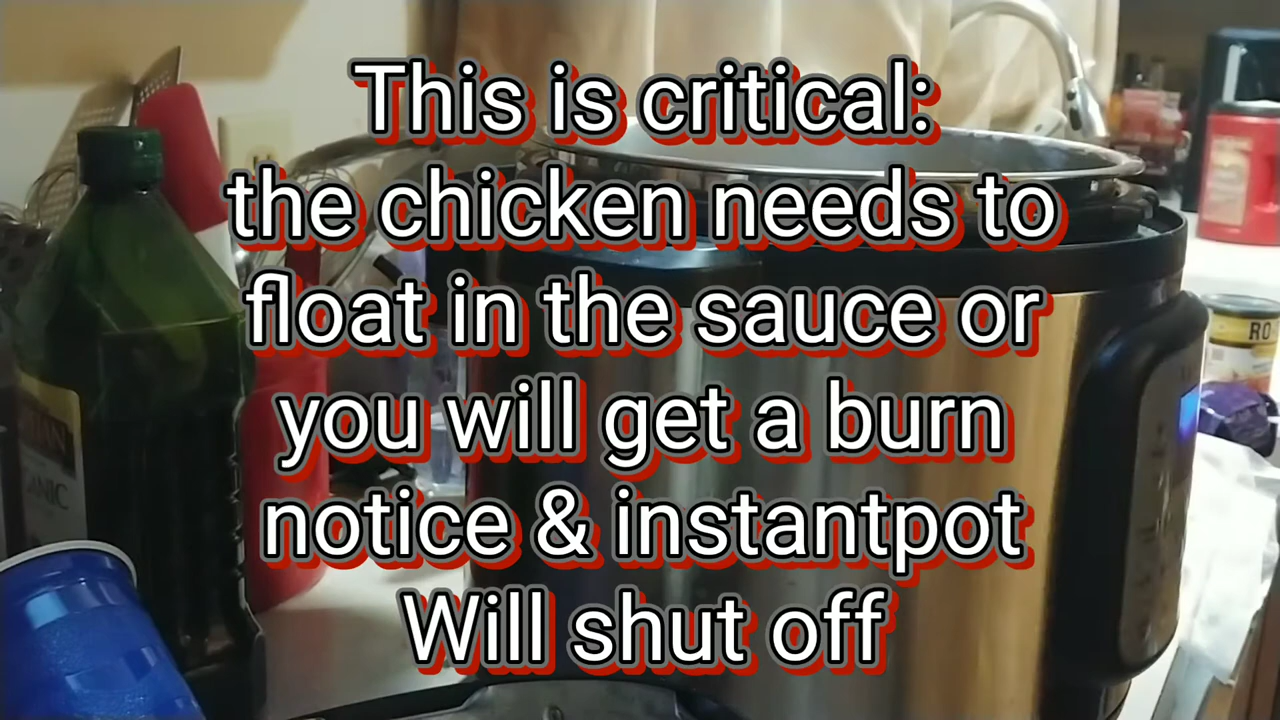 This is critical:
the chicken needs to
float in the sauce or
you will get a burn
notice & instantpot
Will shut off
RO